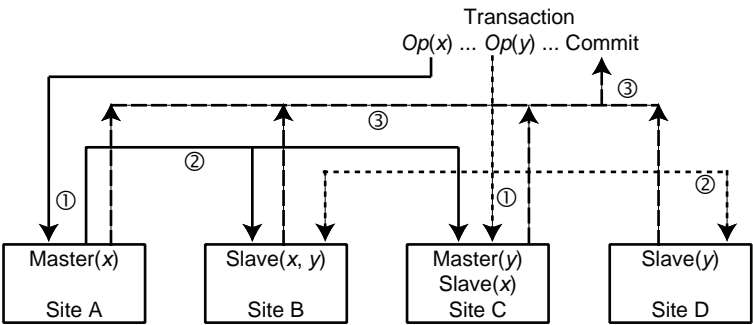 Transaction
Op(x) ... Op(y) ... Commit
③
③
②
②
①
①
Master(x)
Site A
Slave(x, y)
Site B
Master(y)
Slave(x)
Site C
Slave(y)
Site D